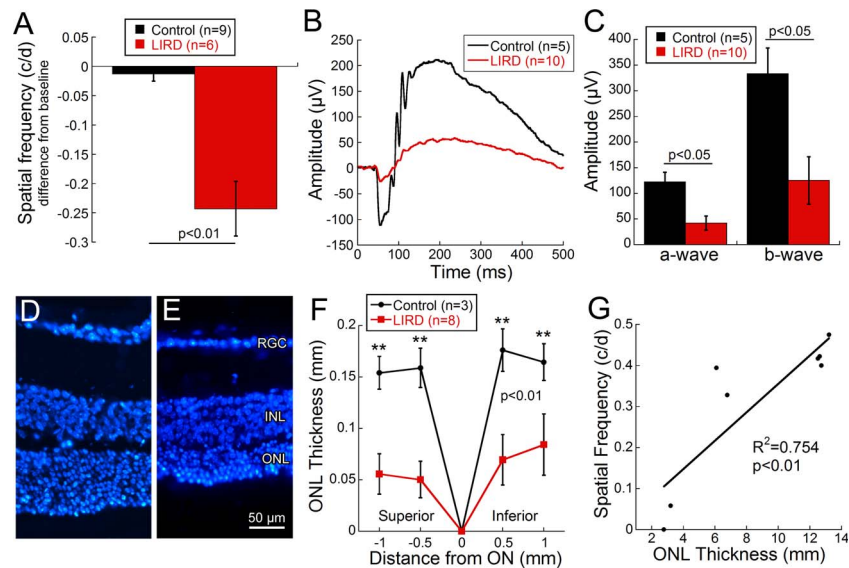 A
Control (n=9)
LIRD (n=6)
Spatial frequency (c/d)
difference from baseline
0.05
0
-0.05
-0.1
-0.15
-0.2
-0.25
-0.3
p<0.01
B
Control (n=5)
LIRD (n=10)
Amplitude (µV)
250
200
150
100
50
0
-50
-100
-150
0 100 200 300 400 500
Time (ms)
C
Control (n=5)
LIRD (n=10)
Amplitude (µV)
400
350
300
250
200
150
100
50
0
p<0.05
p<0.05
a-wave b-wave
D
E
RGC
INL
ONL
50 µm
F
Control (n=3)
LIRD (n=8)
ONL Thickness (mm)
0.2
0.15
0.1
0.05
0
** ** ** **
p<0.01
Superior Inferior
-1 -0.5 0 0.5 1
Distance from ON (mm)
G
Spatial Frequency (c/d)
0.5
0.4
0.3
0.2
0.1
0
R²=0.754
p<0.01
2 4 6 8 10 12 14
ONL Thickness (mm)